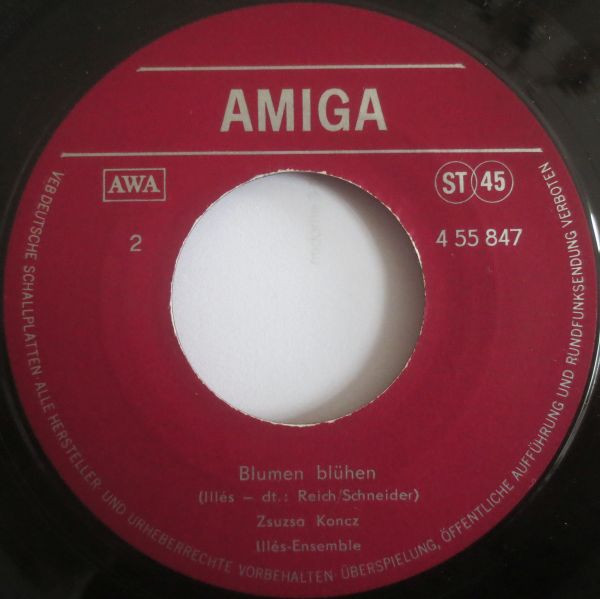 AMIGA
AWA
ST 45
2
4 55 847
Blumen blühen
(Illés – dt.: Reich/Schneider)
Zsuzsa Koncz
Illés-Ensemble
VEB DEUTSCHE SCHALLPLATTEN ALLE HERSTELLER UND URHEBERRECHTE VORBEHALTEN · ÜBERSPIELUNG, ÖFFENTLICHE AUFFÜHRUNG UND RUNDFUNKSENDUNG VERBOTEN